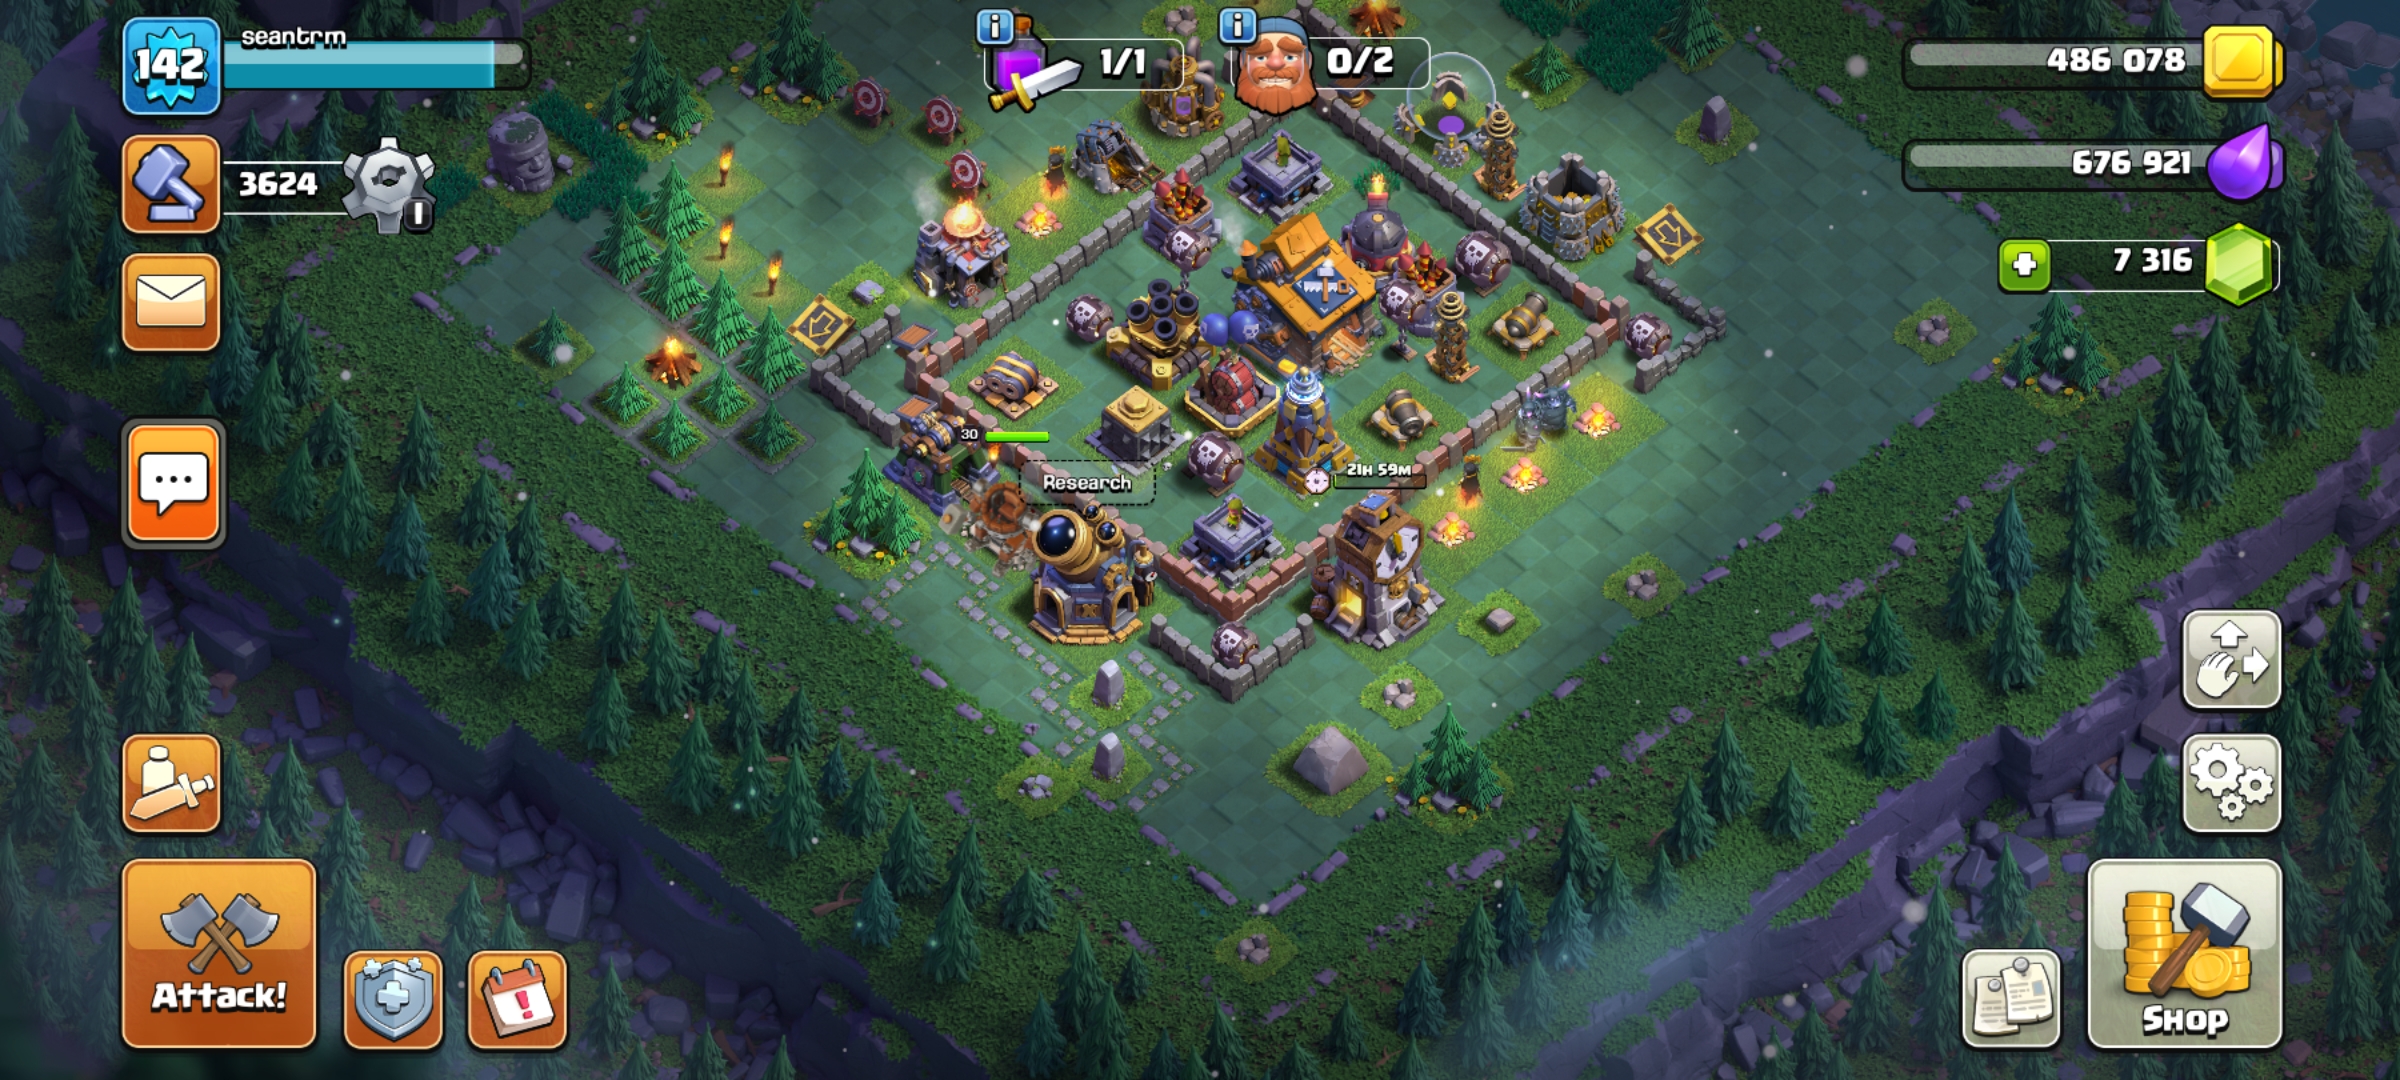 142
seantrm
i
1/1
i
0/2
486 078
3624
I
676 921
7 316
30
Research
21H 59M
Attack!
Shop